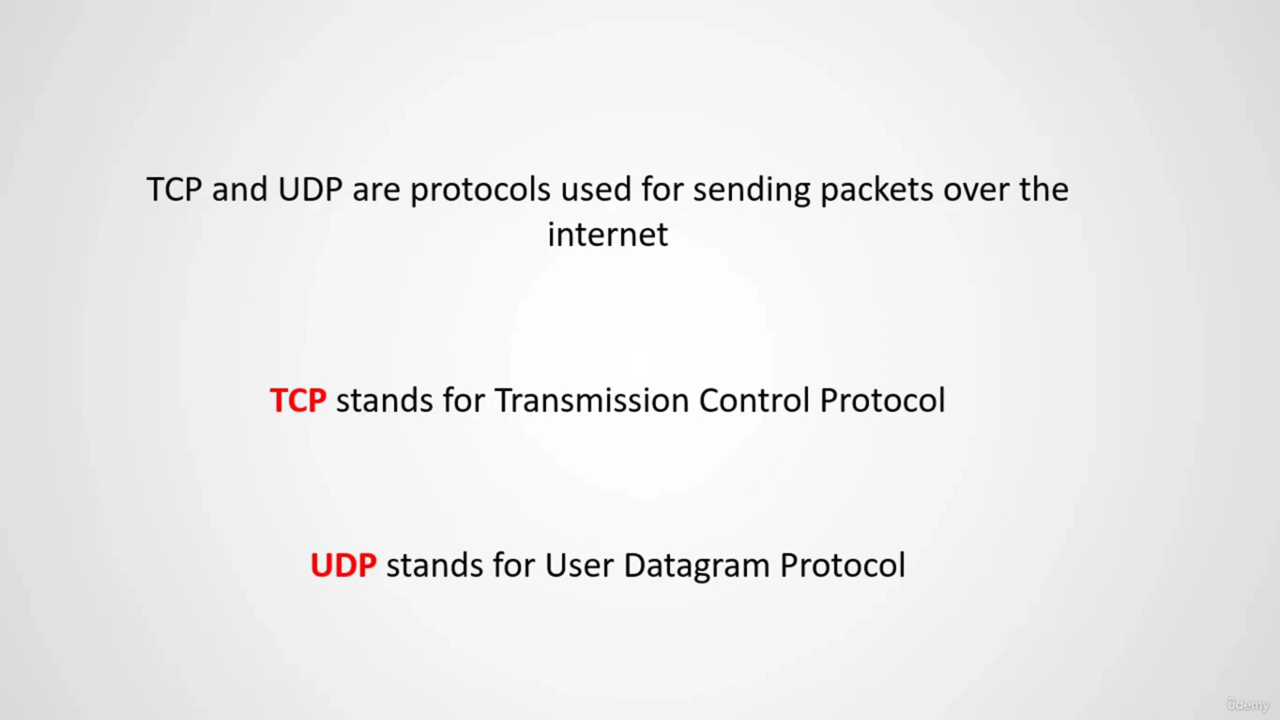 TCP and UDP are protocols used for sending packets over the
internet
TCP stands for Transmission Control Protocol
UDP stands for User Datagram Protocol
ûdemy